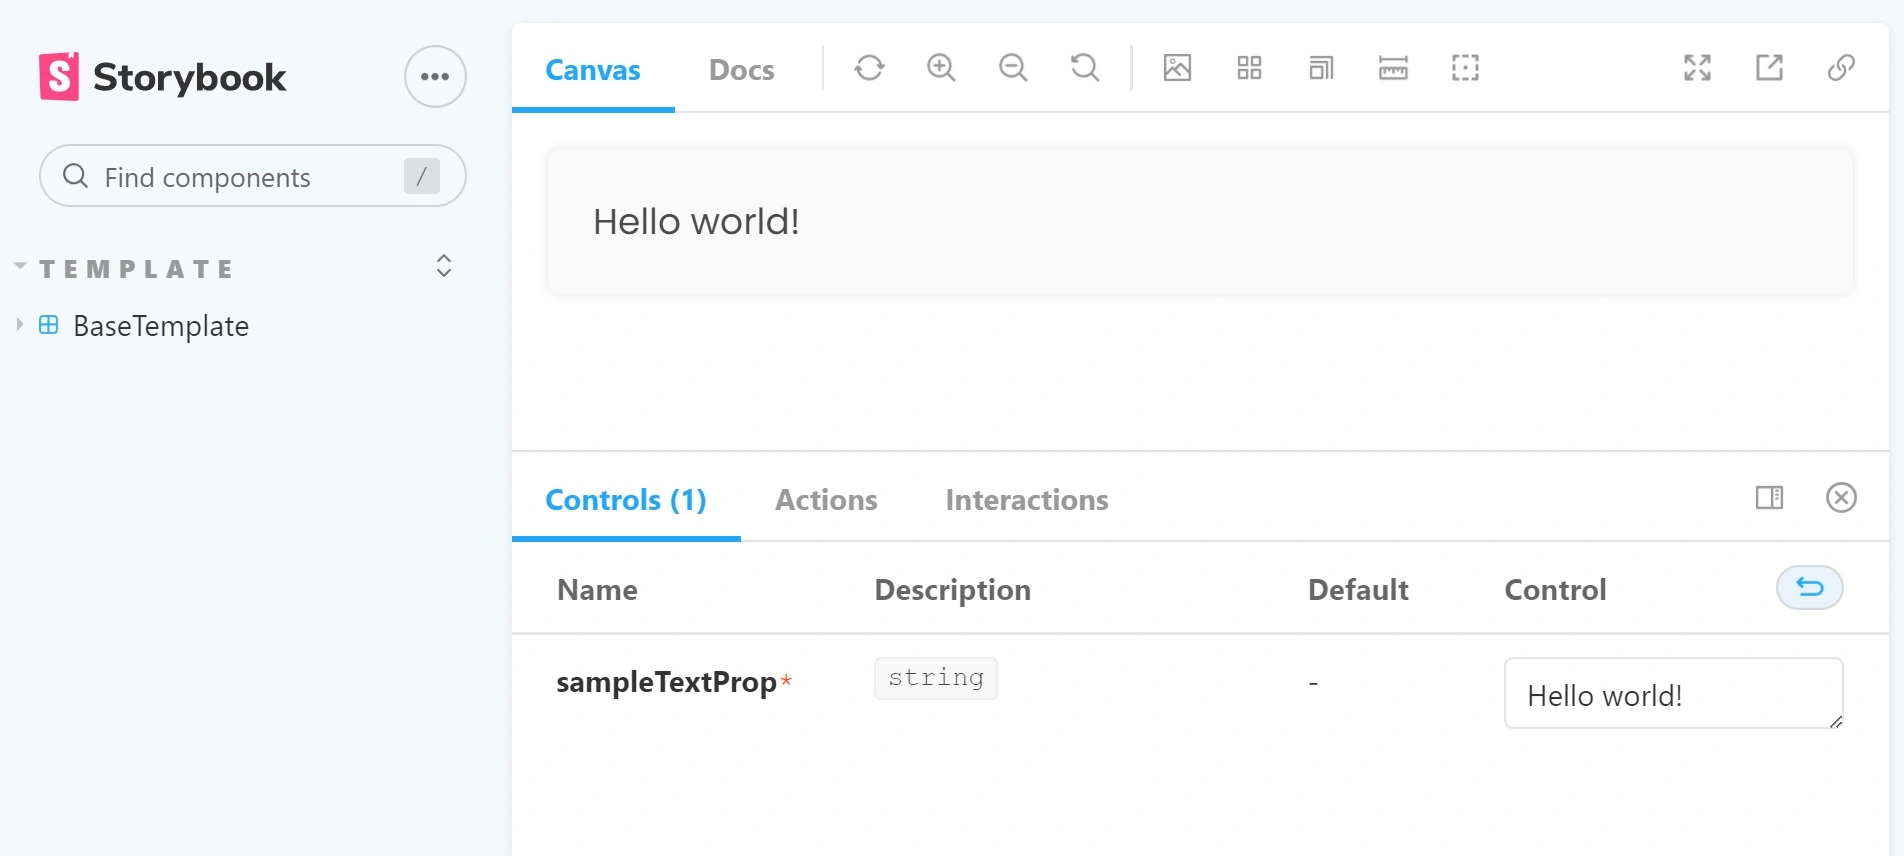 Storybook
Find components /
TEMPLATE
BaseTemplate
Canvas Docs
Hello world!
Controls (1) Actions Interactions
Name Description Default Control
sampleTextProp* string - Hello world!